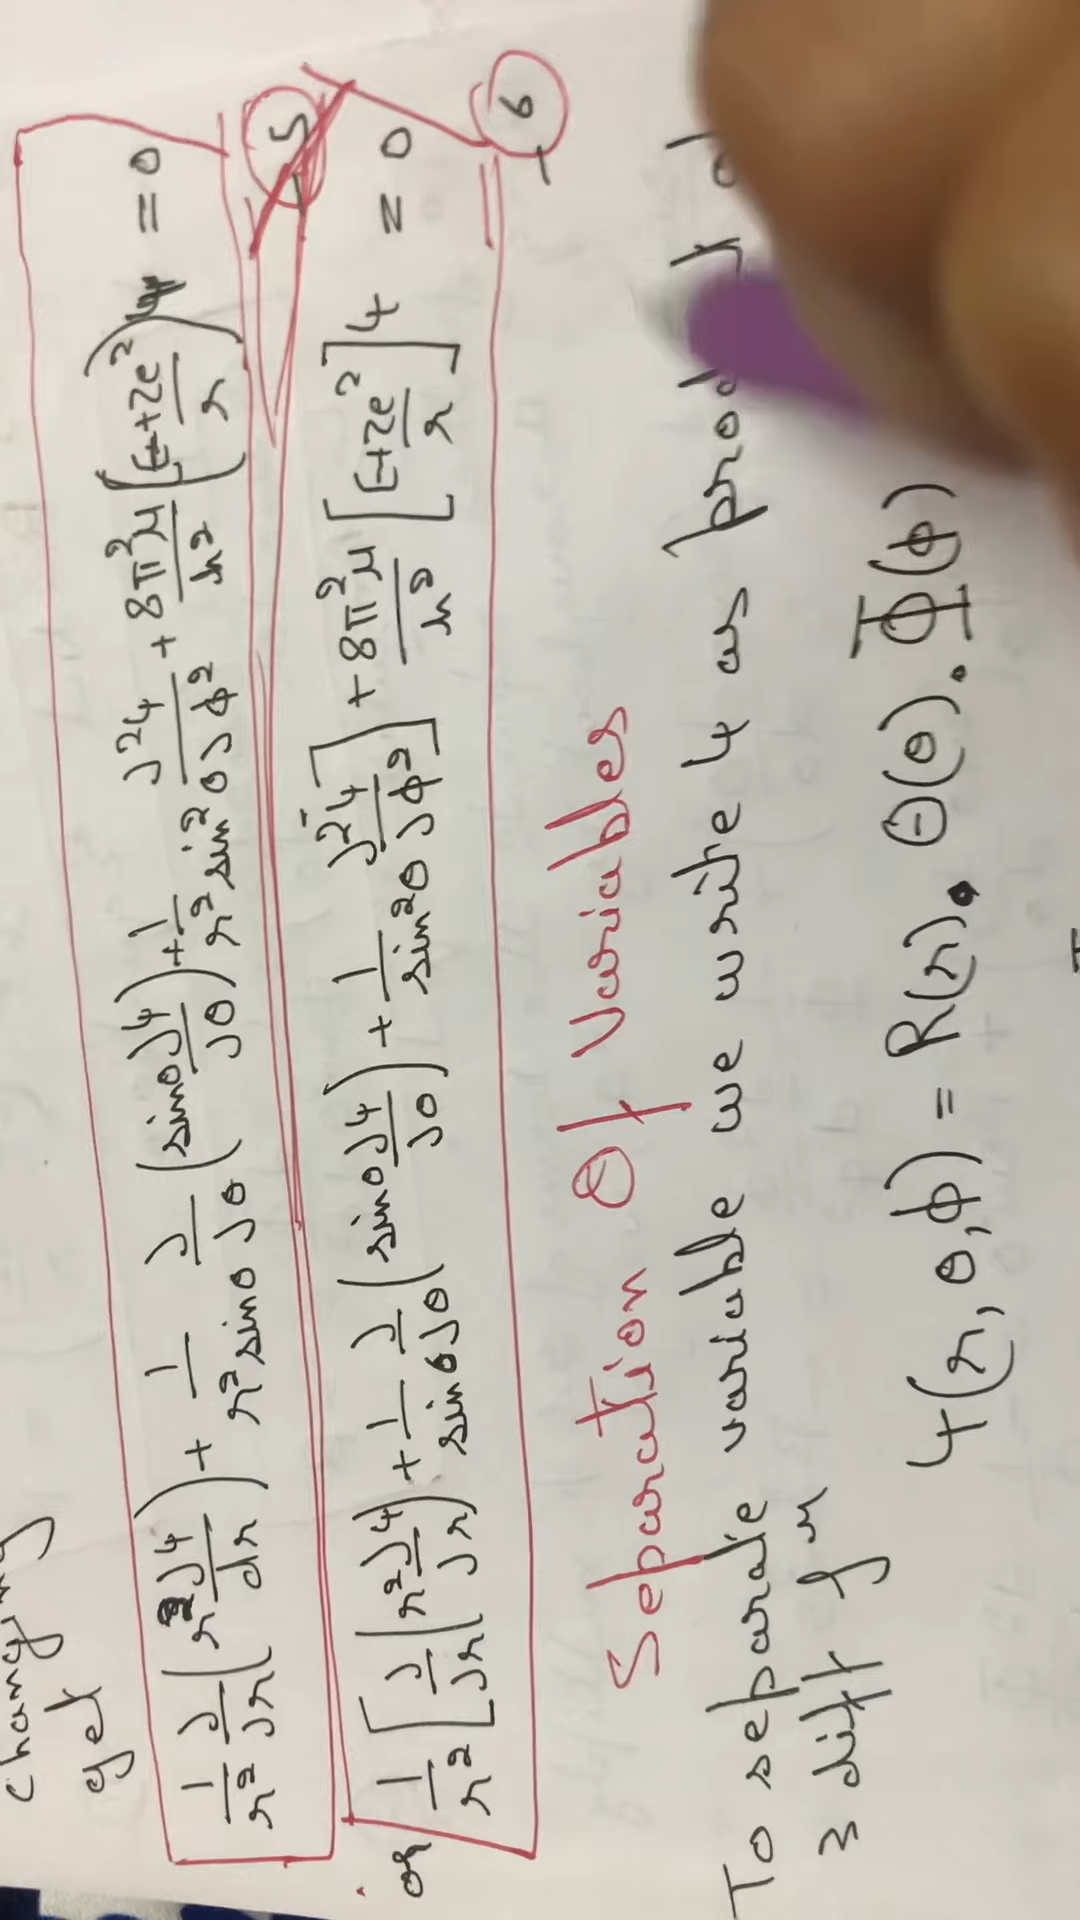 changing
get
1/r² ∂/∂r (r² ∂ψ/dr) + 1/r² sinθ ∂/∂θ (sinθ ∂ψ/∂θ) + 1/r² sin²θ ∂²ψ/∂φ² + 8π²μ/h² (E+Ze²/r) ψ = 0
– 5
or 1/r² [∂/∂r (r² ∂ψ/∂r) + 1/sinθ ∂/∂θ (sinθ ∂ψ/∂θ) + 1/sin²θ ∂²ψ/∂φ²] + 8π²μ/h² [E+Ze²/r] ψ = 0
– 6
Separation Of Variables
To separate variable we write ψ as
3 diff fn
ψ(r, θ, φ) = R(r). Θ(θ). Φ(φ)